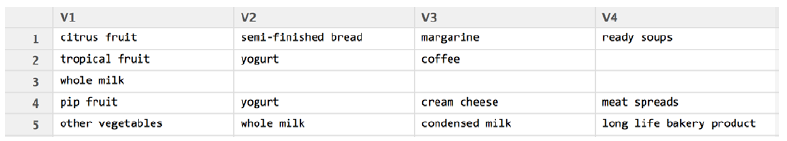 V1 V2 V3 V4
1 citrus fruit semi-finished bread margarine ready soups
2 tropical fruit yogurt coffee
3 whole milk
4 pip fruit yogurt cream cheese meat spreads
5 other vegetables whole milk condensed milk long life bakery product